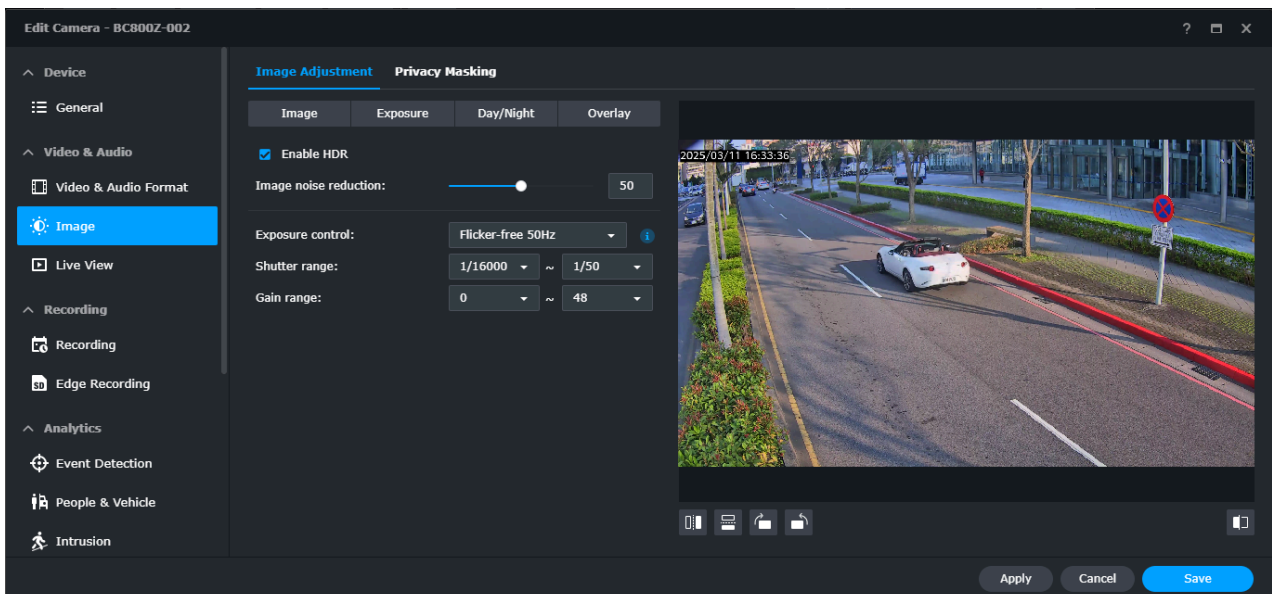 Edit Camera - BC800Z-002
?
X
Device
General
Video & Audio
Video & Audio Format
Image
Live View
Recording
Recording
SD Edge Recording
Analytics
Event Detection
People & Vehicle
Intrusion
Image Adjustment Privacy Masking
Image Exposure Day/Night Overlay
Enable HDR
Image noise reduction: 50
Exposure control: Flicker-free 50Hz i
Shutter range: 1/16000 ~ 1/50
Gain range: 0 ~ 48
2025/03/11 16:33:36
Apply Cancel Save